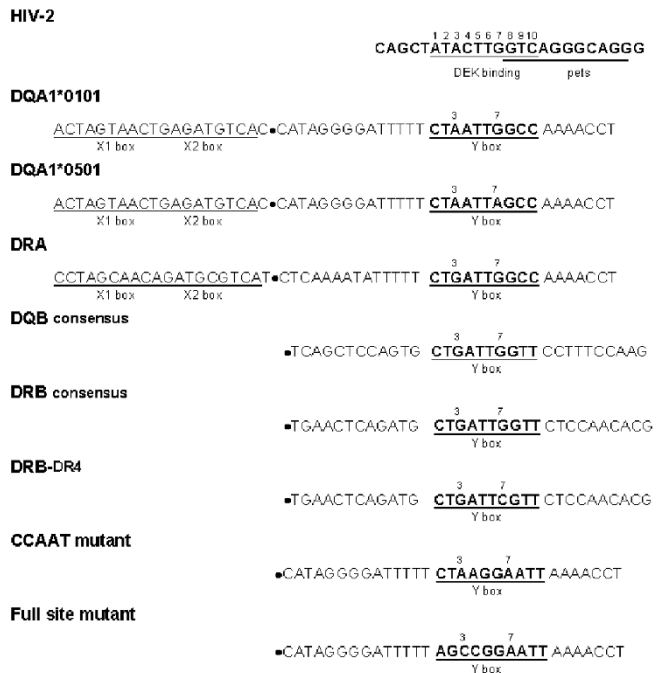 HIV-2
1 2 3 4 5 6 7 8 9 10
CAGCTATACTTGGTCAGGGCAGGG
DEK binding pets
DQA1*0101
3 7
ACTAGTAACTGAGATGTCAC●CATAGGGGATTTTT CTAATTGGCC AAAACCT
X1 box X2 box Y box
DQA1*0501
3 7
ACTAGTAACTGAGATGTCAC●CATAGGGGATTTTT CTAATTAGCC AAAACCT
X1 box X2 box Y box
DRA
3 7
CCTAGCAACAGATGCGTCAT●CTCAAAATATTTTT CTGATTGGCC AAAACCT
X1 box X2 box Y box
DQB consensus
3 7
●TCAGCTCCAGTG CTGATTGGTT CCTTTCCAAG
Y box
DRB consensus
3 7
●TGAACTCAGATG CTGATTGGTT CTCCAACACG
Y box
DRB-DR4
3 7
●TGAACTCAGATG CTGATTCGTT CTCCAACACG
Y box
CCAAT mutant
3 7
●CATAGGGGATTTTT CTAAGGAATT AAAACCT
Y box
Full site mutant
3 7
●CATAGGGGATTTTT AGCCGGAATT AAAACCT
Y box